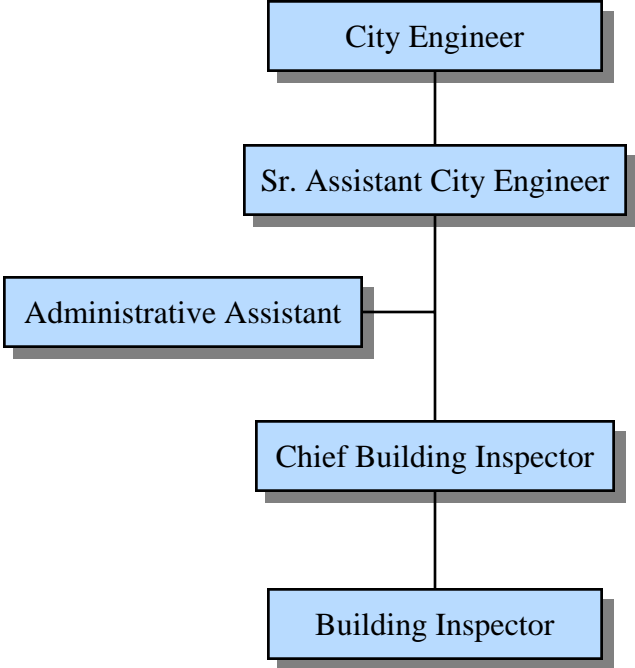 City Engineer
Sr. Assistant City Engineer
Administrative Assistant
Chief Building Inspector
Building Inspector